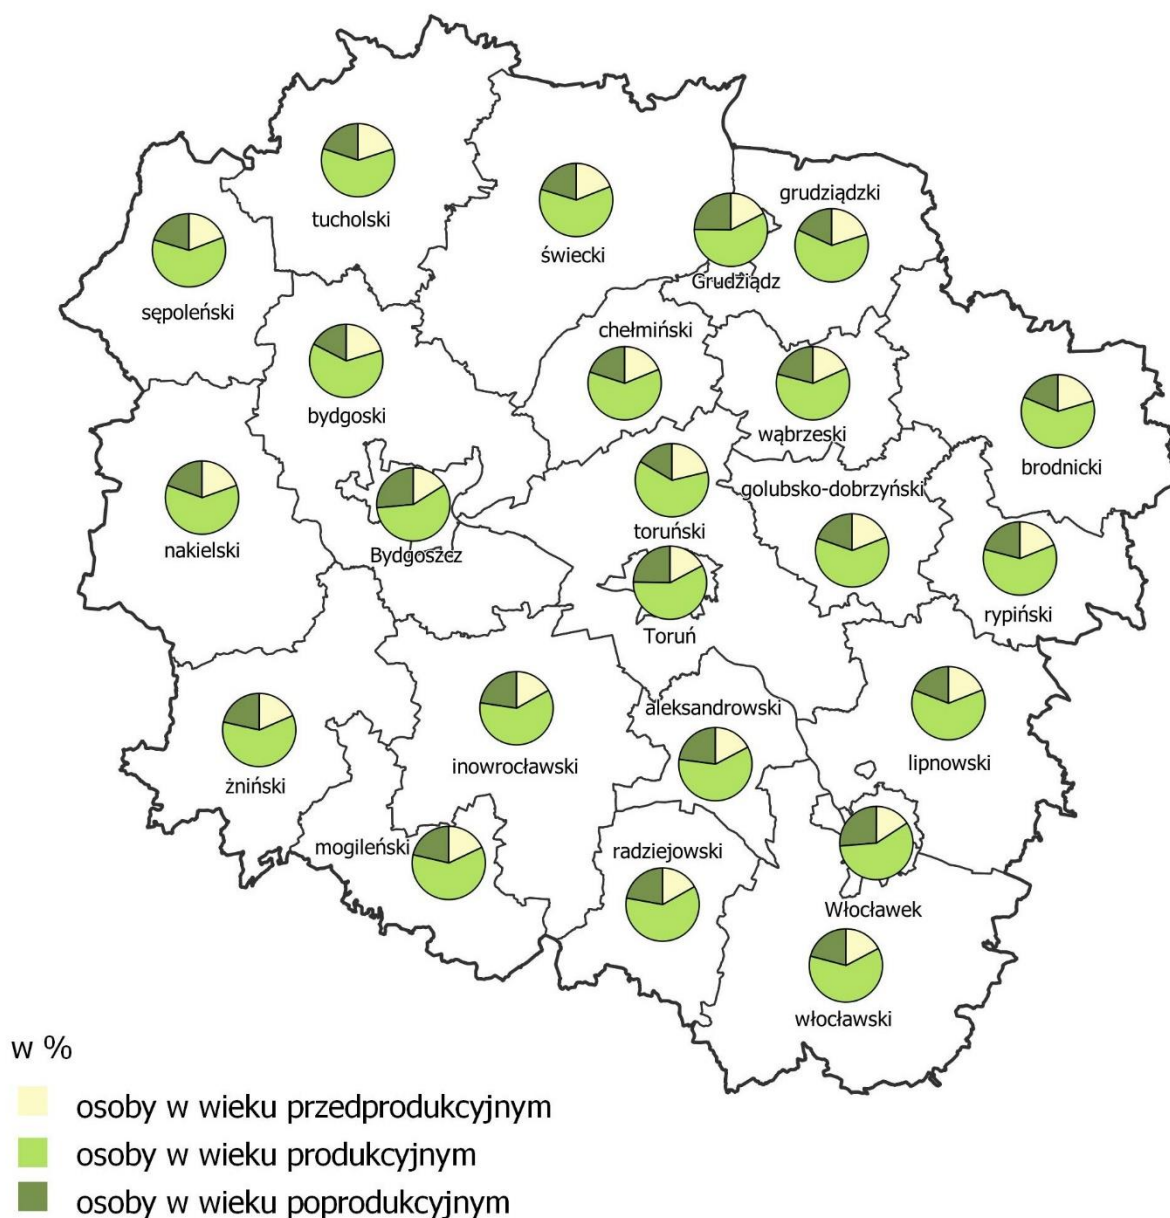 tucholski
świecki
grudziądzki
Grudziądz
sępoleński
chełmiński
bydgoski
wąbrzeski
brodnicki
golubsko-dobrzyński
toruński
nakielski
Bydgoszcz
rypiński
Toruń
aleksandrowski
inowrocławski
lipnowski
żniński
mogileński
radziejowski
Włocławek
włocławski
w %
osoby w wieku przedprodukcyjnym
osoby w wieku produkcyjnym
osoby w wieku poprodukcyjnym